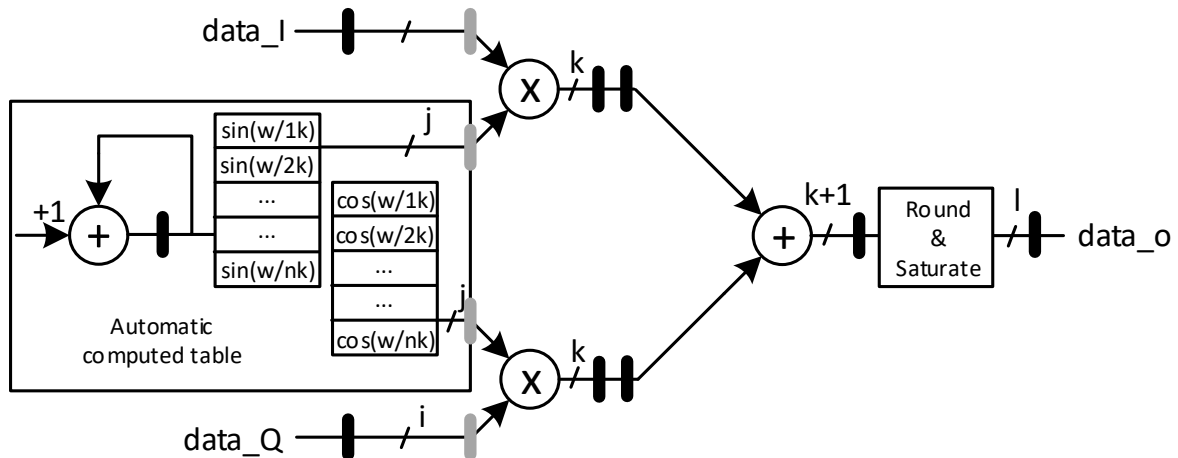 data_I
k
X
j
sin(w/1k)
sin(w/2k)
...
...
sin(w/nk)
+1
+
cos(w/1k)
cos(w/2k)
...
...
cos(w/nk)
j
Automatic
computed table
k+1
+
Round
&
Saturate
l
data_o
k
X
i
data_Q